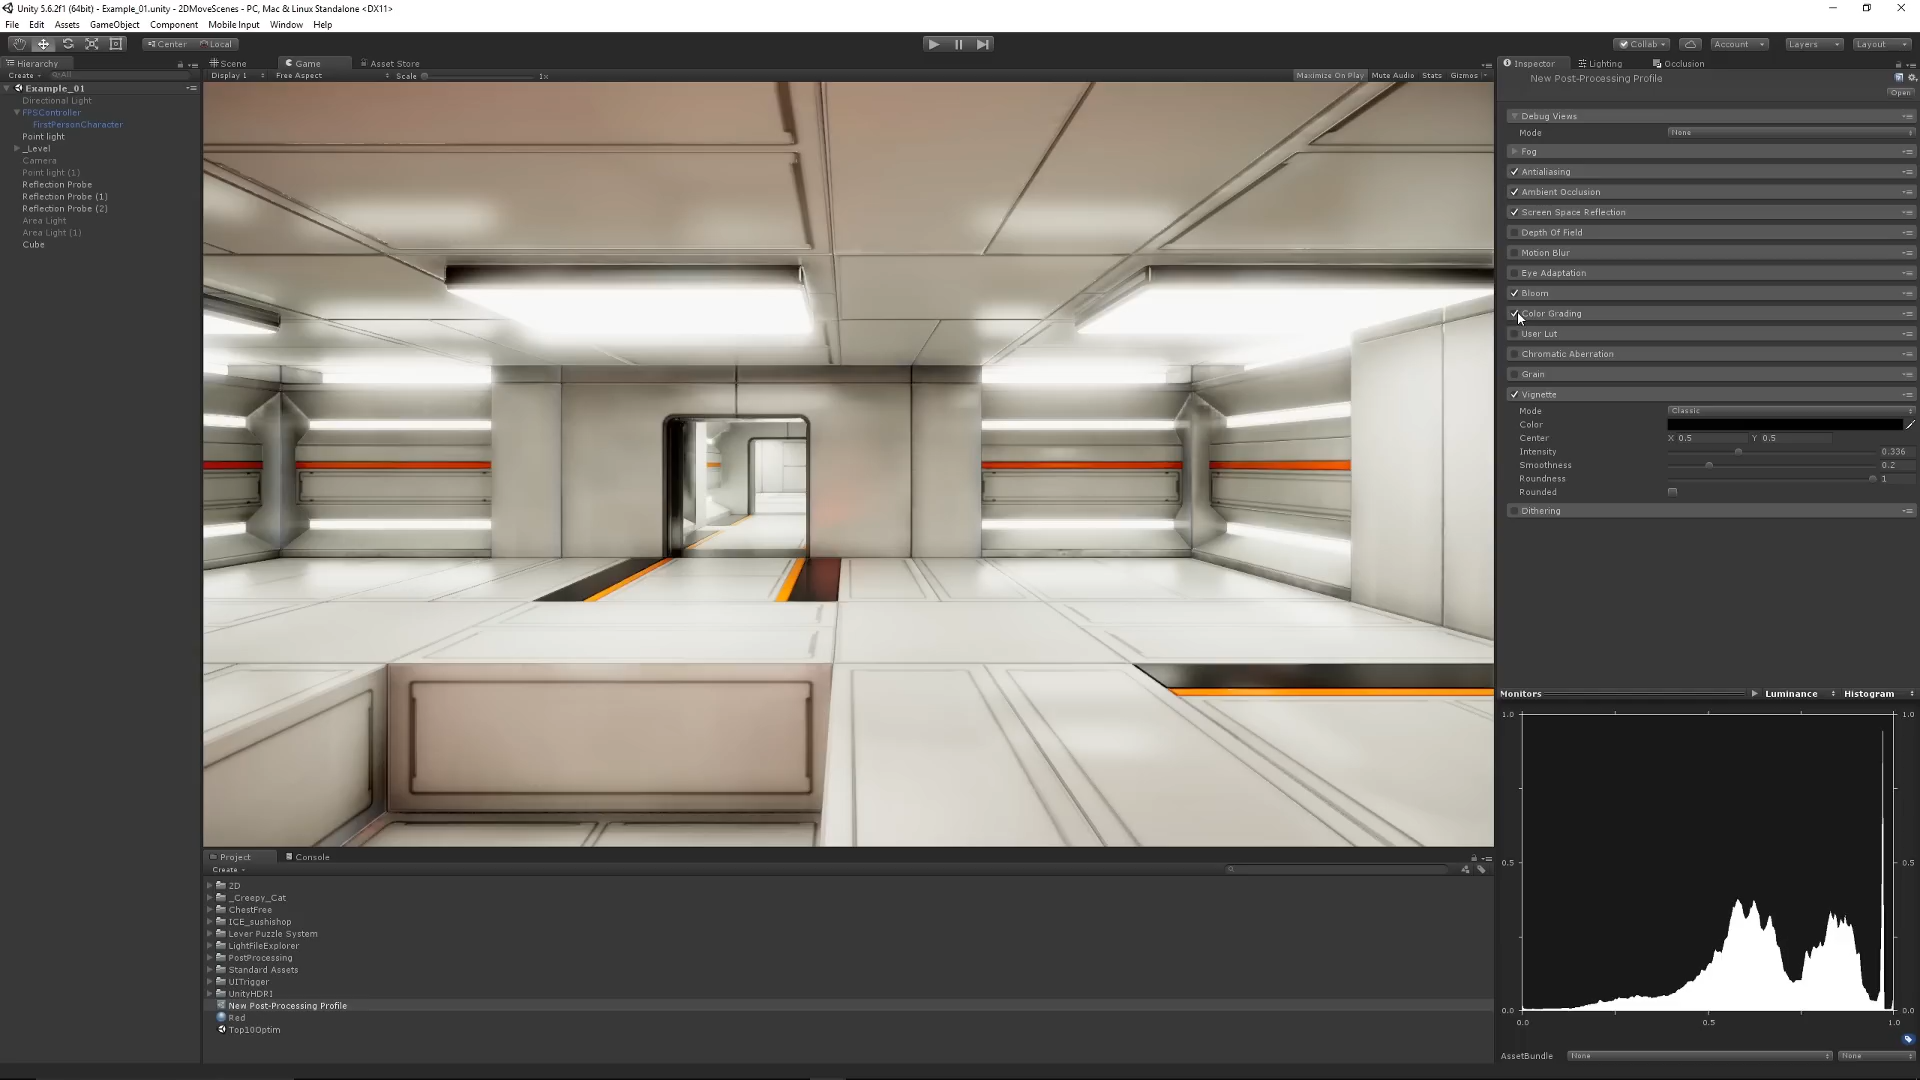 Unity 5.6.2f1 (64bit) - Example_01.unity - 2DMoveScenes - PC, Mac & Linux Standalone <DX11>
File Edit Assets GameObject Component Mobile Input Window Help
Center Local Collab Account Layers Layout
Hierarchy Scene Game Asset Store Inspector Lighting Occlusion
Create All Display 1 Free Aspect Scale 1x Maximize On Play Mute Audio Stats Gizmos
New Post-Processing Profile
Open
Example_01
Directional Light
FPSController
FirstPersonCharacter
Point light
_Level
Camera
Point light (1)
Reflection Probe
Reflection Probe (1)
Reflection Probe (2)
Area Light
Area Light (1)
Cube
Debug Views
Mode None
Fog
Antialiasing
Ambient Occlusion
Screen Space Reflection
Depth Of Field
Motion Blur
Eye Adaptation
Bloom
Color Grading
User Lut
Chromatic Aberration
Grain
Vignette
Mode Classic
Color
Center X 0.5 Y 0.5
Intensity 0.336
Smoothness 0.2
Roundness 1
Rounded
Dithering
Monitors Luminance Histogram
1.0 1.0
0.5 0.5
0.0 0.0
0.0 0.5 1.0
AssetBundle None None
Project Console
Create
2D
_Creepy_Cat
ChestFree
ICE_sushishop
Lever Puzzle System
LightFileExplorer
PostProcessing
Standard Assets
UITrigger
UnityHDRI
New Post-Processing Profile
Red
Top10Optim